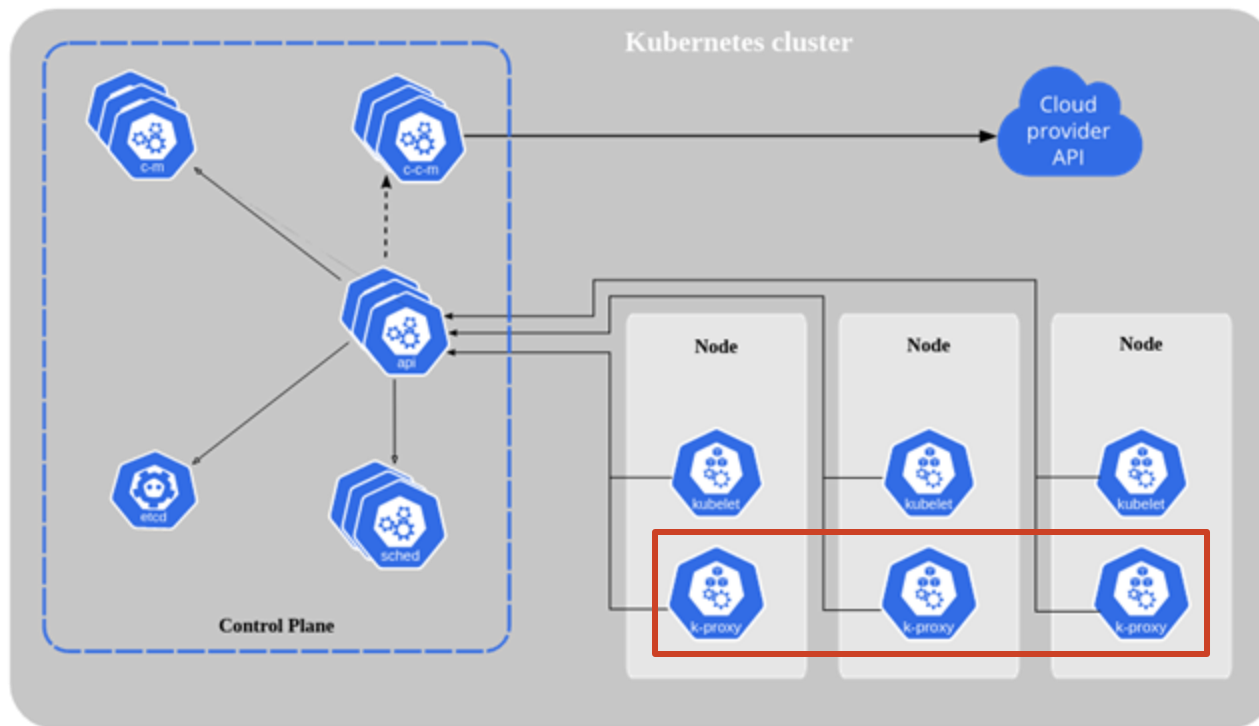 Kubernetes cluster
Cloud
provider
API
c-m
c-c-m
api
etcd
sched
Control Plane
Node
Node
Node
kubelet
kubelet
kubelet
k-proxy
k-proxy
k-proxy